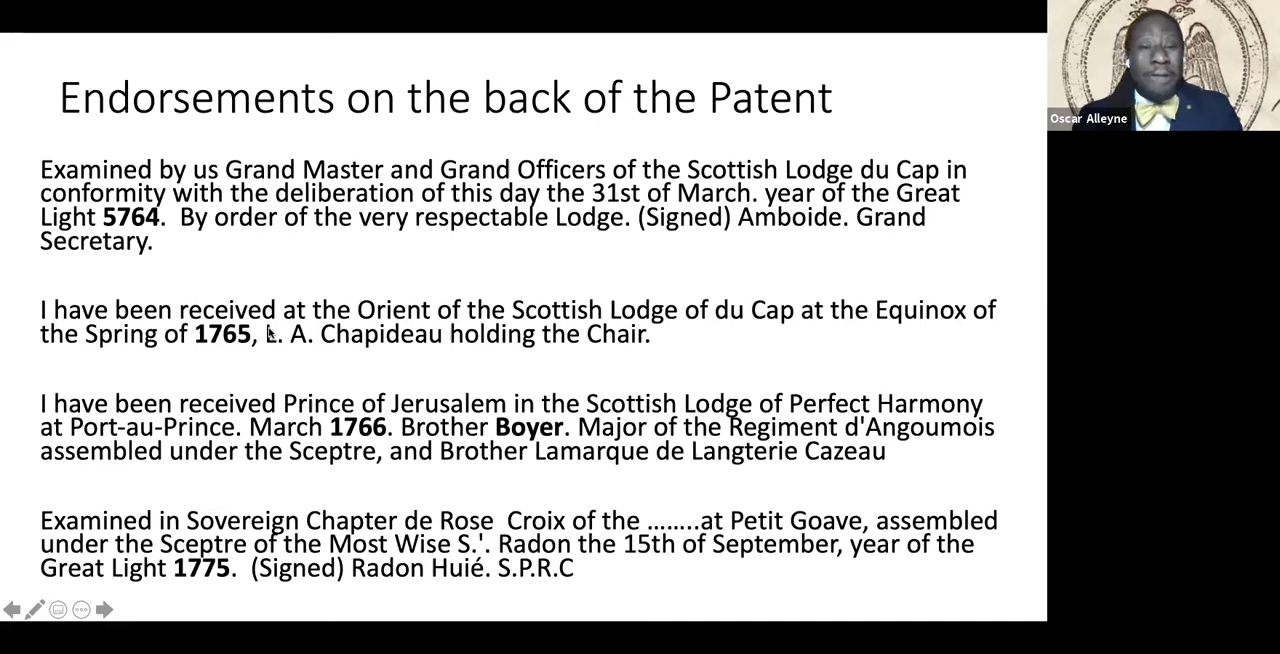 Endorsements on the back of the Patent
Oscar Alleyne
Examined by us Grand Master and Grand Officers of the Scottish Lodge du Cap in
conformity with the deliberation of this day the 31st of March. year of the Great
Light 5764.  By order of the very respectable Lodge. (Signed) Amboide. Grand
Secretary.
I have been received at the Orient of the Scottish Lodge of du Cap at the Equinox of
the Spring of 1765, L. A. Chapideau holding the Chair.
I have been received Prince of Jerusalem in the Scottish Lodge of Perfect Harmony
at Port-au-Prince. March 1766. Brother Boyer. Major of the Regiment d'Angoumois
assembled under the Sceptre, and Brother Lamarque de Langterie Cazeau
Examined in Sovereign Chapter de Rose  Croix of the ……..at Petit Goave, assembled
under the Sceptre of the Most Wise S.'. Radon the 15th of September, year of the
Great Light 1775.  (Signed) Radon Huié. S.P.R.C